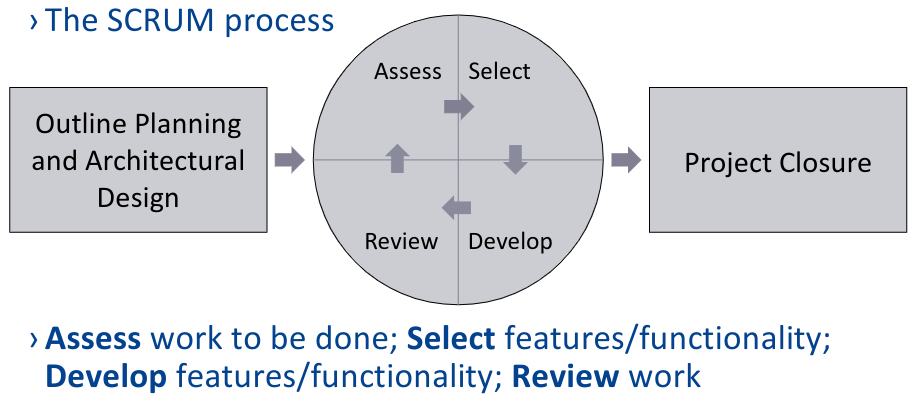 › The SCRUM process
Assess
Select
Outline Planning
and Architectural
Design
Project Closure
Review
Develop
› Assess work to be done; Select features/functionality;
Develop features/functionality; Review work